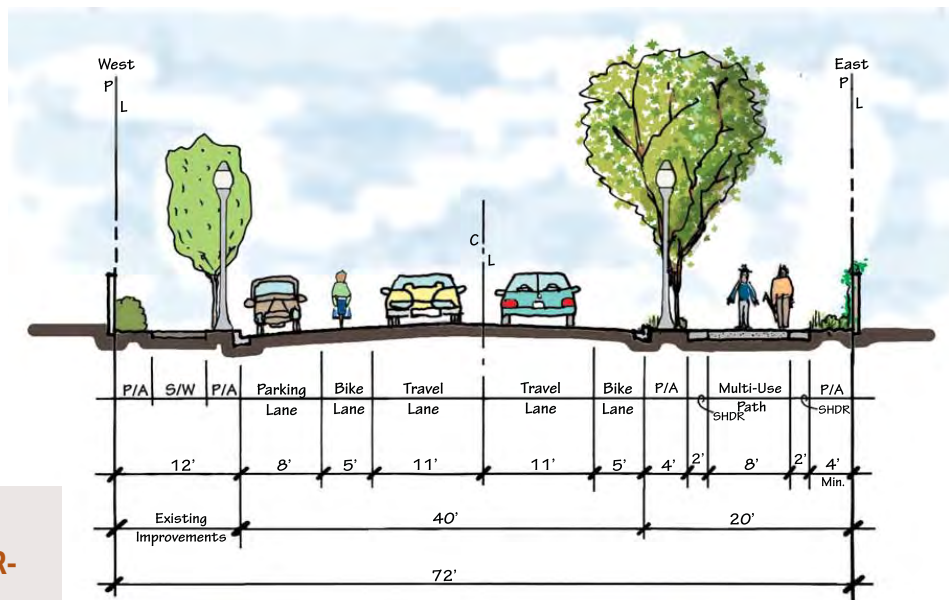 West
P
L
East
P
L
C
L
P/A S/W P/A Parking Lane Bike Lane Travel Lane Travel Lane Bike Lane P/A SHDR Multi-Use Path SHDR P/A
12' 8' 5' 11' 11' 5' 4' 2' 8' 2' 4' Min.
Existing Improvements 40' 20'
72'
R-